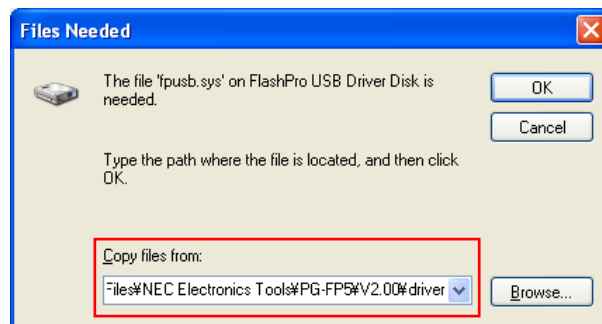 Files Needed
The file 'fpusb.sys' on FlashPro USB Driver Disk is
needed.
OK
Cancel
Type the path where the file is located, and then click
OK.
Copy files from:
Files¥NEC Electronics Tools¥PG-FP5¥V2.00¥driver
Browse...